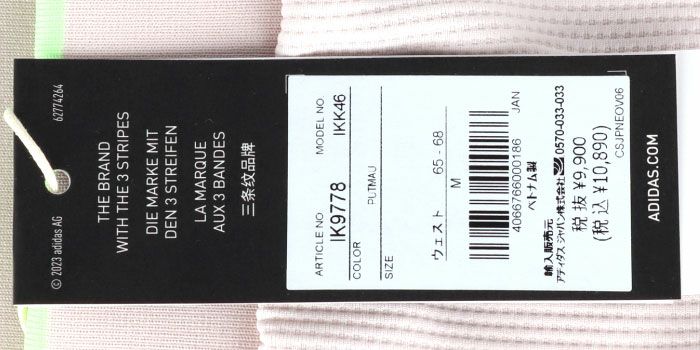 62774264
© 2023 adidas AG
THE BRAND
WITH THE 3 STRIPES
DIE MARKE MIT
DEN 3 STREIFEN
LA MARQUE
AUX 3 BANDES
三条纹品牌
ARTICLE NO. MODEL NO.
IK9778 IKK46
COLOR
PUTMAU
SIZE
ウェスト 65 - 68
M
4066766000186 JAN
ベトナム製
輸入販売元
アディダス ジャパン株式会社 0570-033-033
税 抜 ¥9,900
(税 込 ¥10,890)
CSJPNEOV06
ADIDAS.COM